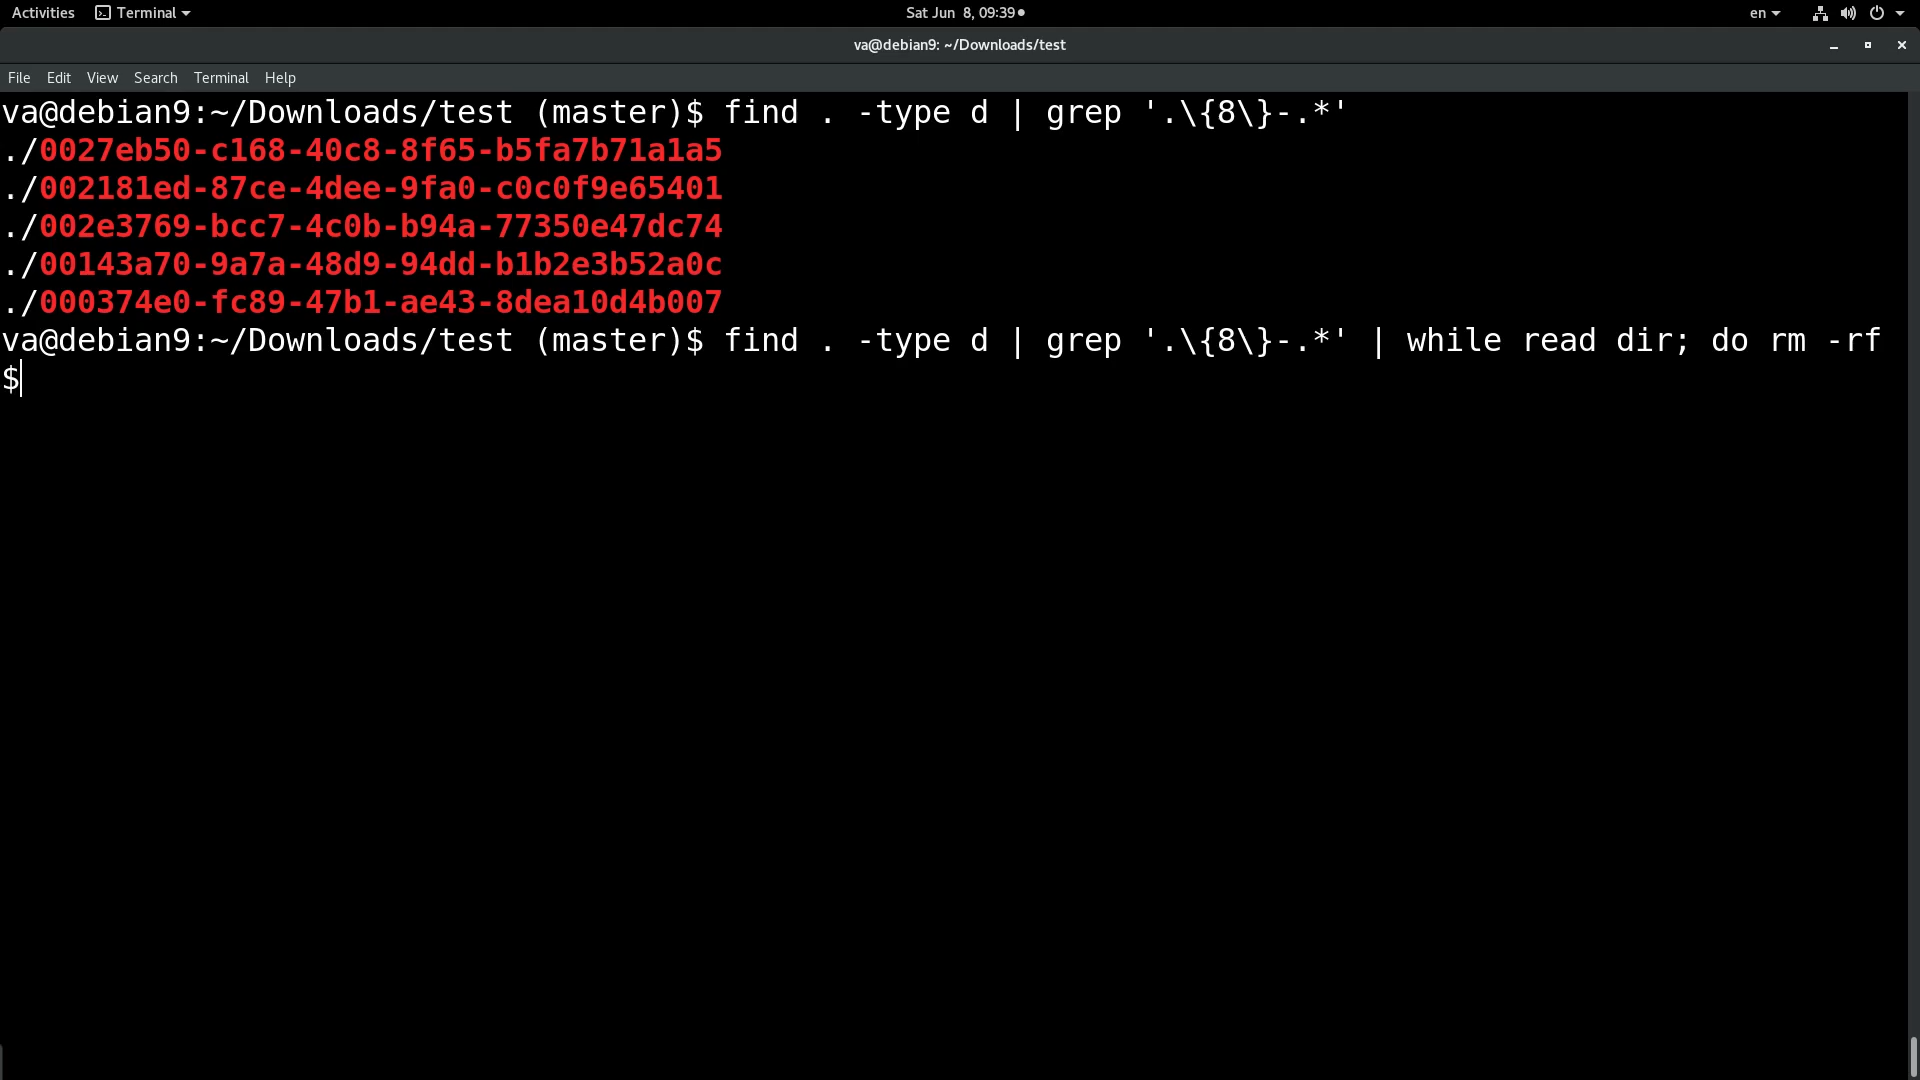 Activities Terminal Sat Jun 8, 09:39 en
va@debian9: ~/Downloads/test
File Edit View Search Terminal Help
va@debian9:~/Downloads/test (master)$ find . -type d | grep '.\{8\}-.*'
./0027eb50-c168-40c8-8f65-b5fa7b71a1a5
./002181ed-87ce-4dee-9fa0-c0c0f9e65401
./002e3769-bcc7-4c0b-b94a-77350e47dc74
./00143a70-9a7a-48d9-94dd-b1b2e3b52a0c
./000374e0-fc89-47b1-ae43-8dea10d4b007
va@debian9:~/Downloads/test (master)$ find . -type d | grep '.\{8\}-.*' | while read dir; do rm -rf
$